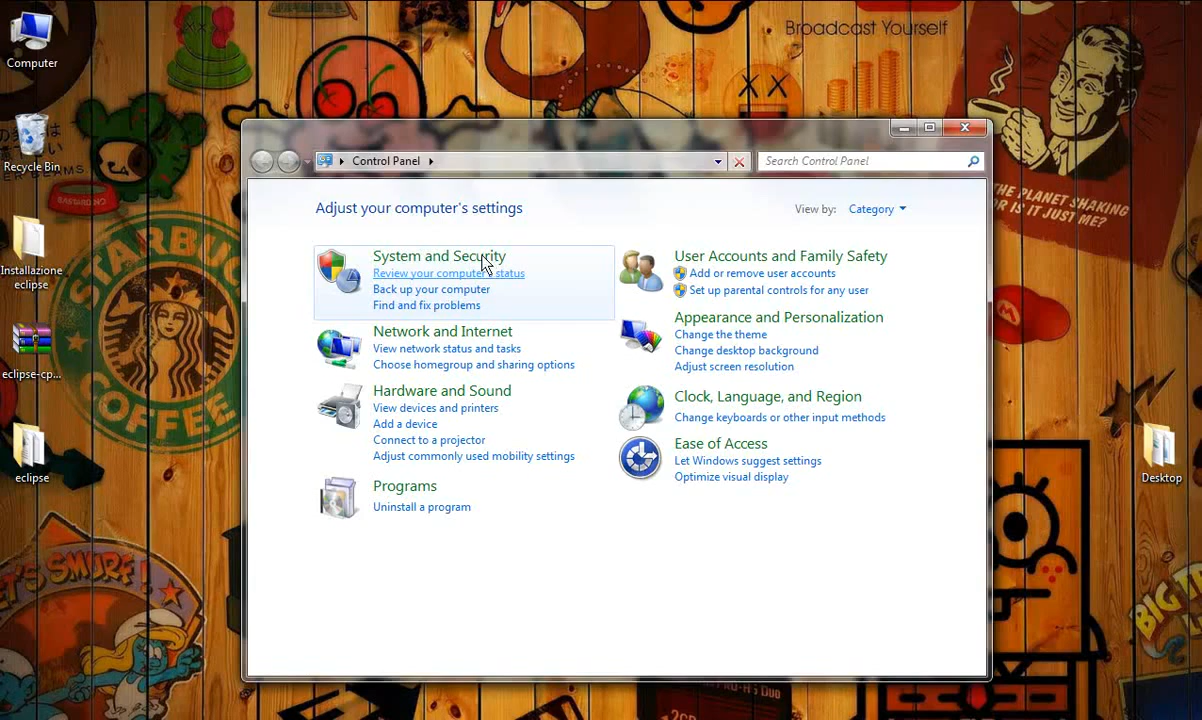 Broadcast Yourself
Computer
Recycle Bin
Installazione
eclipse
eclipse-cp...
eclipse
Desktop
Control Panel
Search Control Panel
Adjust your computer's settings
View by: Category
System and Security
Review your computer's status
Back up your computer
Find and fix problems
Network and Internet
View network status and tasks
Choose homegroup and sharing options
Hardware and Sound
View devices and printers
Add a device
Connect to a projector
Adjust commonly used mobility settings
Programs
Uninstall a program
User Accounts and Family Safety
Add or remove user accounts
Set up parental controls for any user
Appearance and Personalization
Change the theme
Change desktop background
Adjust screen resolution
Clock, Language, and Region
Change keyboards or other input methods
Ease of Access
Let Windows suggest settings
Optimize visual display
THE PLANET SHAKING
OR IS IT JUST ME?
STARBU
COFFEE
LET'S SMURF!
BIG